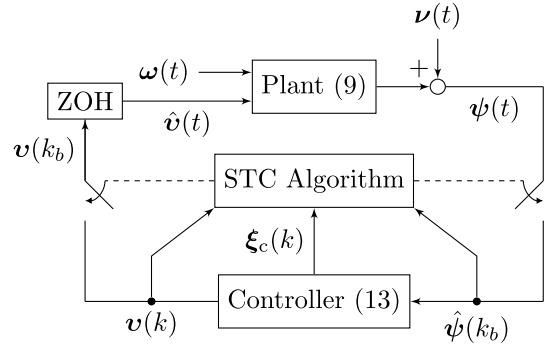 ν(t)
ω(t)
Plant (9)
+
ZOH
υ̂(t)
ψ(t)
υ(k_b)
STC Algorithm
ξ_c(k)
Controller (13)
υ(k)
ψ̂(k_b)